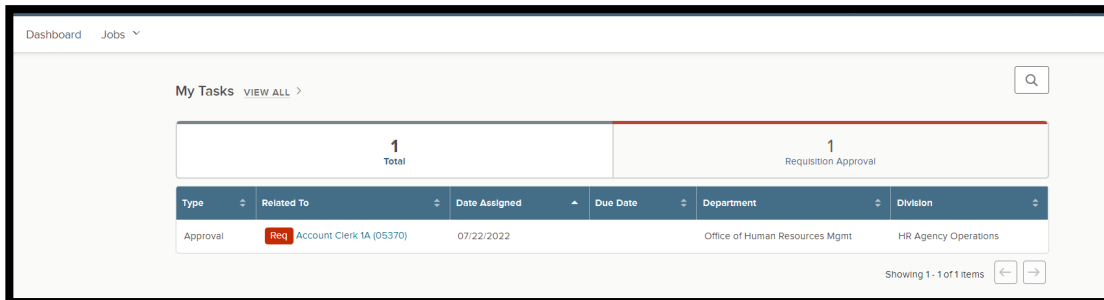 Dashboard Jobs
My Tasks VIEW ALL >
1 1
Total Requisition Approval
Type Related To Date Assigned Due Date Department Division
Approval Req Account Clerk 1A (05370) 07/22/2022 Office of Human Resources Mgmt HR Agency Operations
Showing 1 - 1 of 1 items